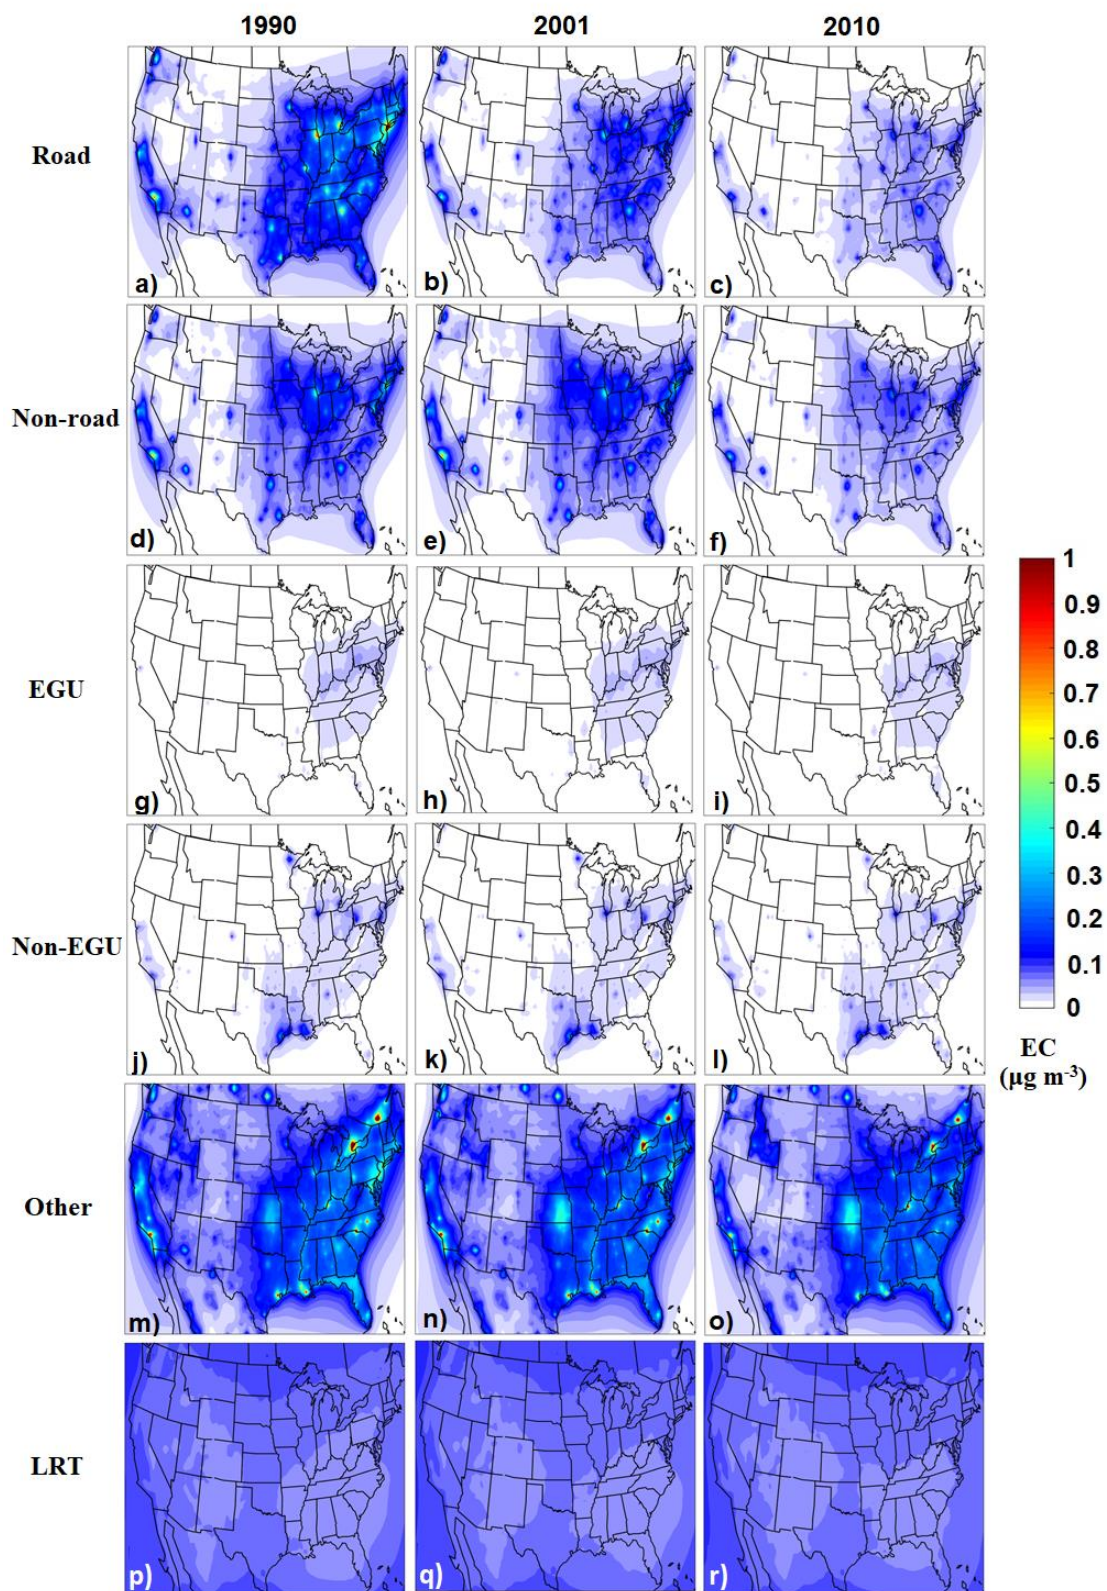 1990 2001 2010
Road
a) b) c)
Non-road
d) e) f)
EGU
g) h) i)
Non-EGU
j) k) l)
Other
m) n) o)
LRT
p) q) r)
1
0.9
0.8
0.7
0.6
0.5
0.4
0.3
0.2
0.1
0
EC
(µg m-3)